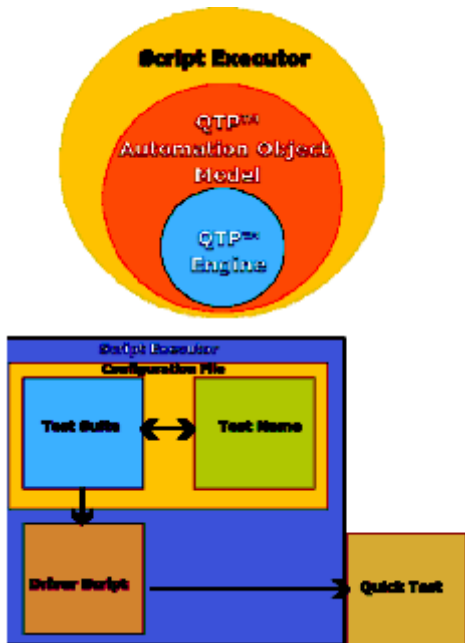 Script Executor
QTP™
Automation Object
Model
QTP™
Engine
Script Executor
Configuration File
Test Suite
Test Name
Driver Script
Quick Test